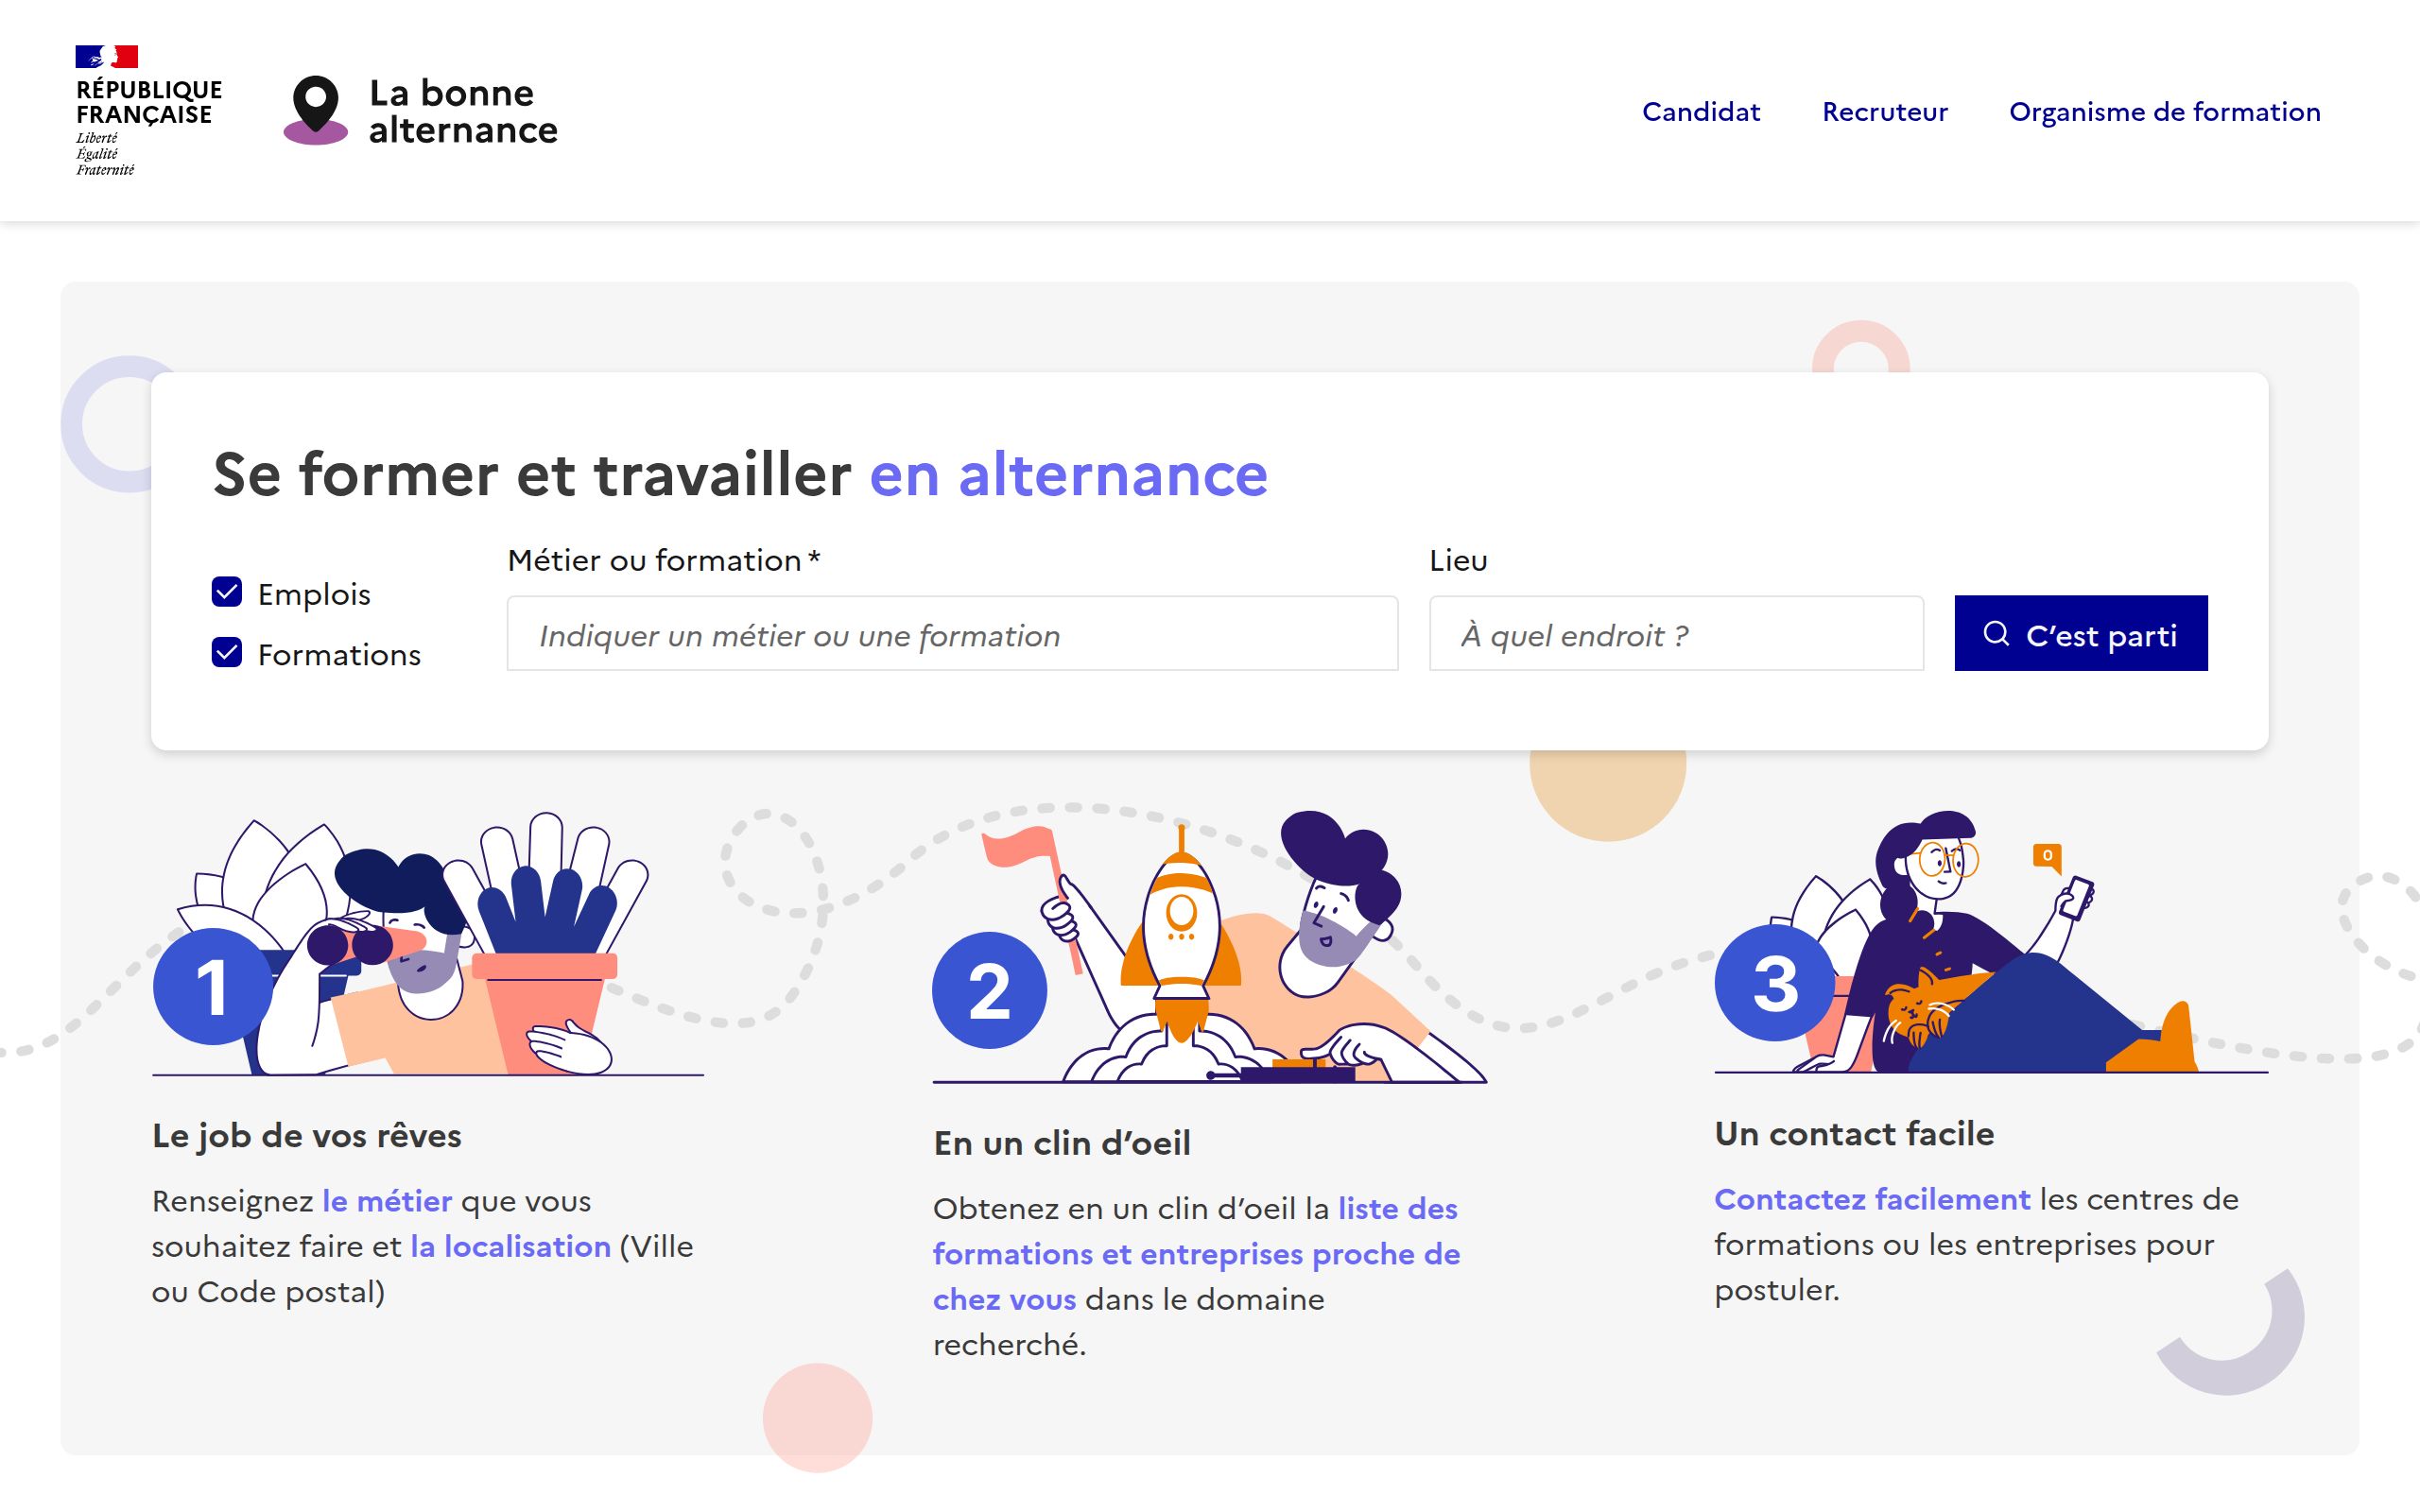 RÉPUBLIQUE
FRANÇAISE
Liberté
Égalité
Fraternité
La bonne
alternance
Candidat
Recruteur
Organisme de formation
Se former et travailler en alternance
Emplois
Formations
Métier ou formation *
Indiquer un métier ou une formation
Lieu
À quel endroit ?
C’est parti
1
Le job de vos rêves
Renseignez le métier que vous
souhaitez faire et la localisation (Ville
ou Code postal)
2
En un clin d’oeil
Obtenez en un clin d’oeil la liste des
formations et entreprises proche de
chez vous dans le domaine
recherché.
0
3
Un contact facile
Contactez facilement les centres de
formations ou les entreprises pour
postuler.